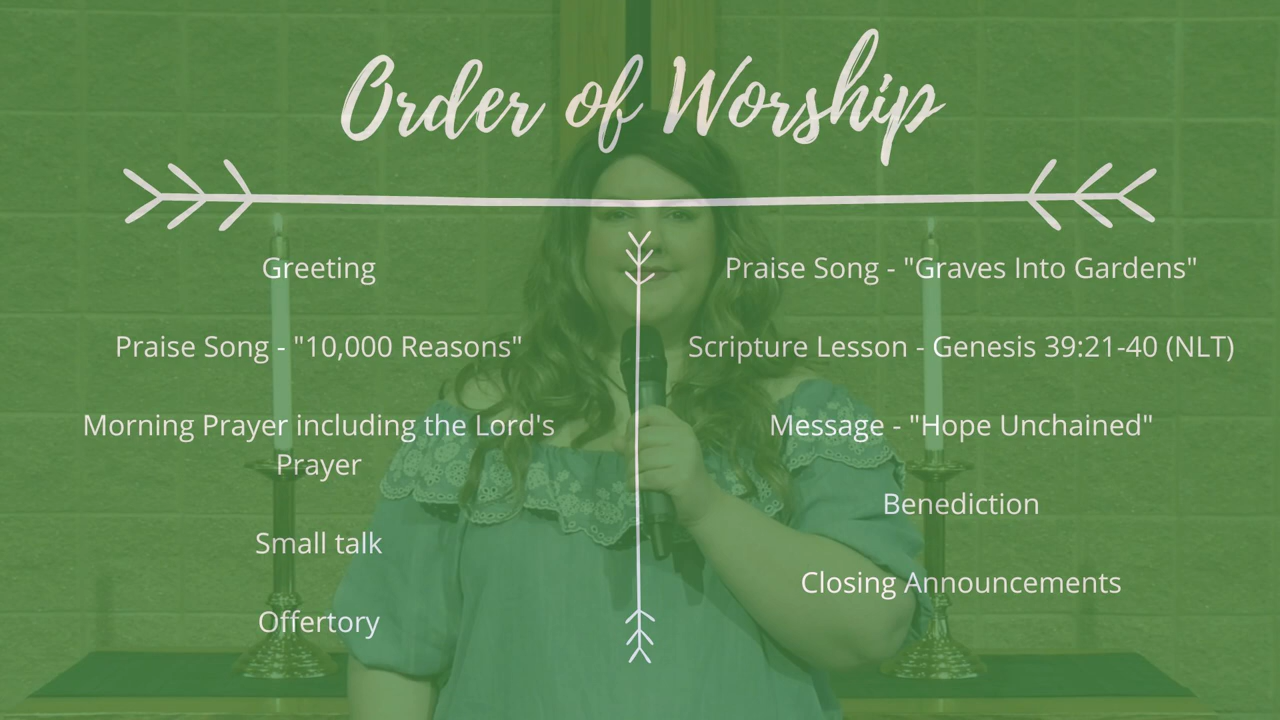 Order of Worship
Greeting
Praise Song - "10,000 Reasons"
Morning Prayer including the Lord's
Prayer
Small talk
Offertory
Praise Song - "Graves Into Gardens"
Scripture Lesson - Genesis 39:21-40 (NLT)
Message - "Hope Unchained"
Benediction
Closing Announcements